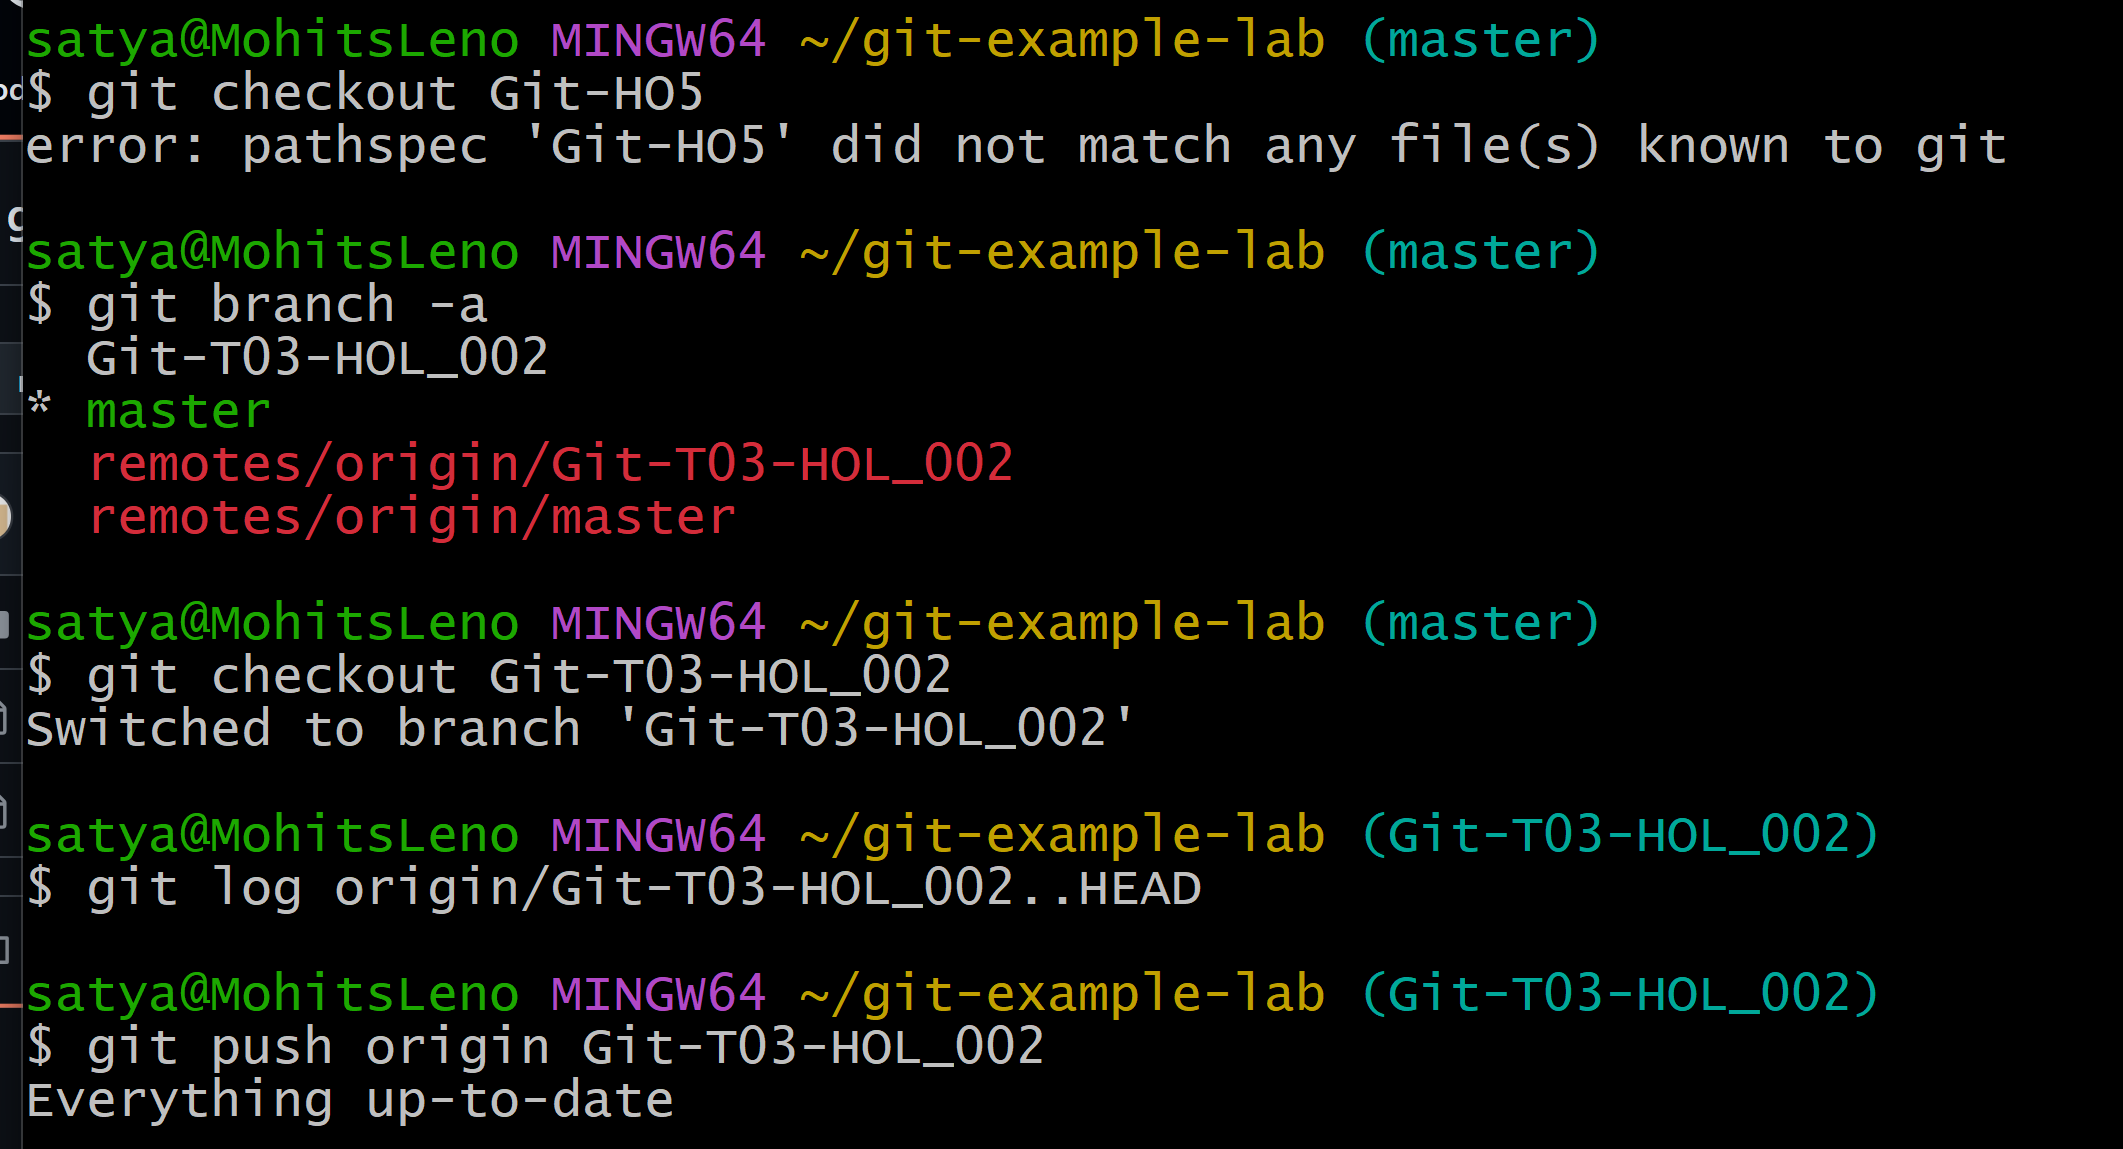 satya@MohitsLeno MINGW64 ~/git-example-lab (master)
$ git checkout Git-HO5
error: pathspec 'Git-HO5' did not match any file(s) known to git
satya@MohitsLeno MINGW64 ~/git-example-lab (master)
$ git branch -a
Git-T03-HOL_002
* master
remotes/origin/Git-T03-HOL_002
remotes/origin/master
satya@MohitsLeno MINGW64 ~/git-example-lab (master)
$ git checkout Git-T03-HOL_002
Switched to branch 'Git-T03-HOL_002'
satya@MohitsLeno MINGW64 ~/git-example-lab (Git-T03-HOL_002)
$ git log origin/Git-T03-HOL_002..HEAD
satya@MohitsLeno MINGW64 ~/git-example-lab (Git-T03-HOL_002)
$ git push origin Git-T03-HOL_002
Everything up-to-date